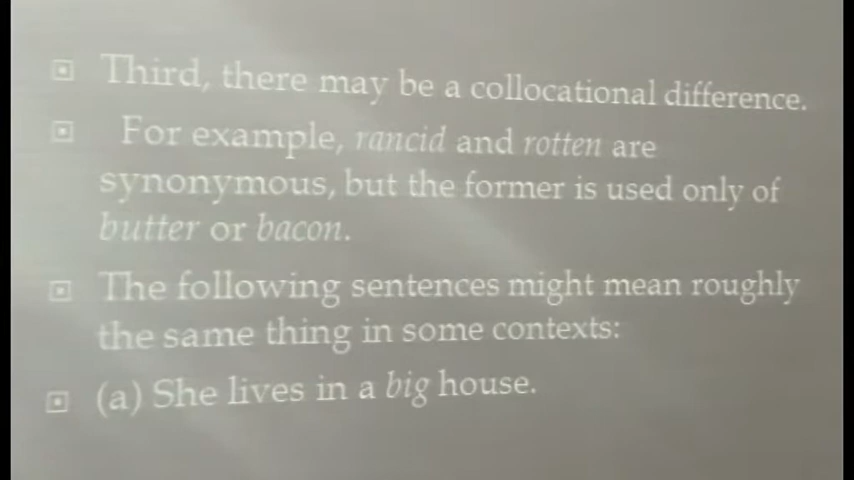 Third, there may be a collocational difference.
For example, rancid and rotten are
synonymous, but the former is used only of
butter or bacon.
The following sentences might mean roughly
the same thing in some contexts:
(a) She lives in a big house.